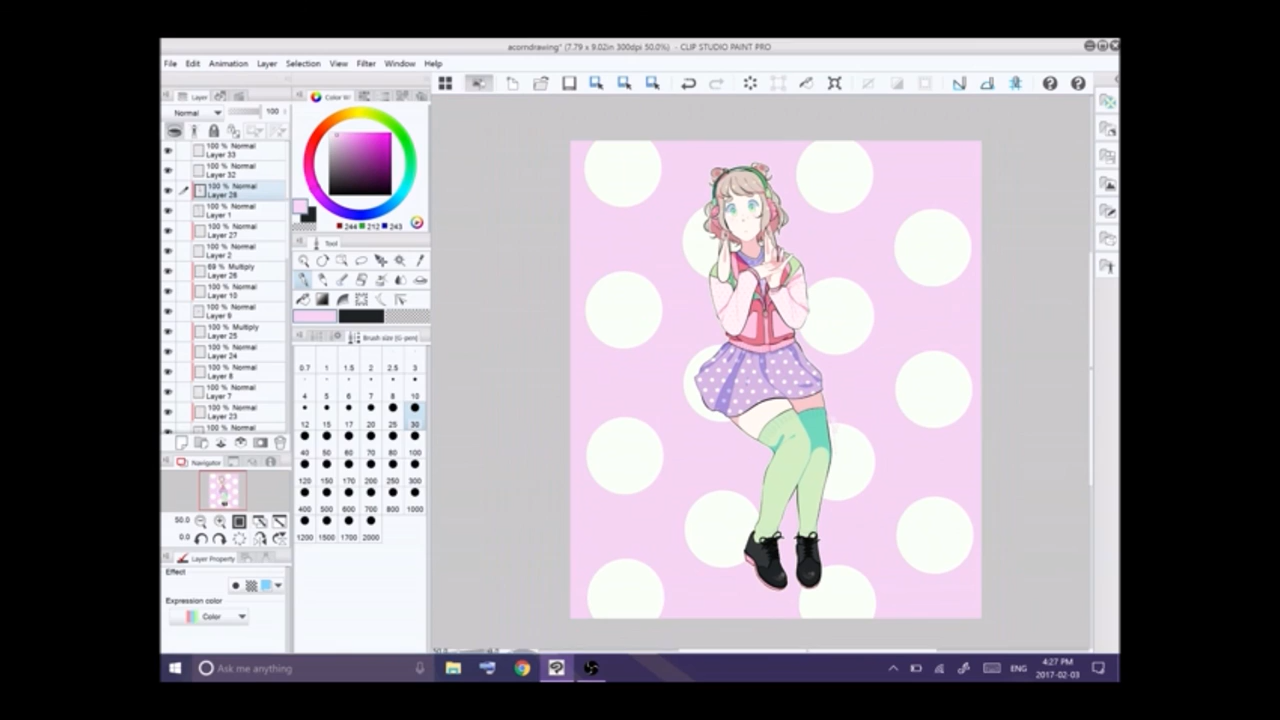 acorndrawing* (7.79 x 9.02in 300dpi 50.0%) - CLIP STUDIO PAINT PRO
File Edit Animation Layer Selection View Filter Window Help
Layer
Normal 100
100 % Normal
Layer 33
100 % Normal
Layer 32
100 % Normal
Layer 28
100 % Normal
Layer 1
100 % Normal
Layer 27
100 % Normal
Layer 2
69 % Multiply
Layer 26
100 % Normal
Layer 10
100 % Normal
Layer 9
100 % Multiply
Layer 25
100 % Normal
Layer 24
100 % Normal
Layer 8
100 % Normal
Layer 7
100 % Normal
Layer 23
100 % Normal
Navigator
50.0
0.0
Layer Property
Effect
Expression color
Color
Color W
244 212 243
Tool
Brush size [G-pen]
0.7 1 1.5 2 2.5 3
4 5 6 7 8 10
12 15 17 20 25 30
40 50 60 70 80 100
120 150 170 200 250 300
400 500 600 700 800 1000
1200 1500 1700 2000
Ask me anything
ENG
4:27 PM
2017-02-03